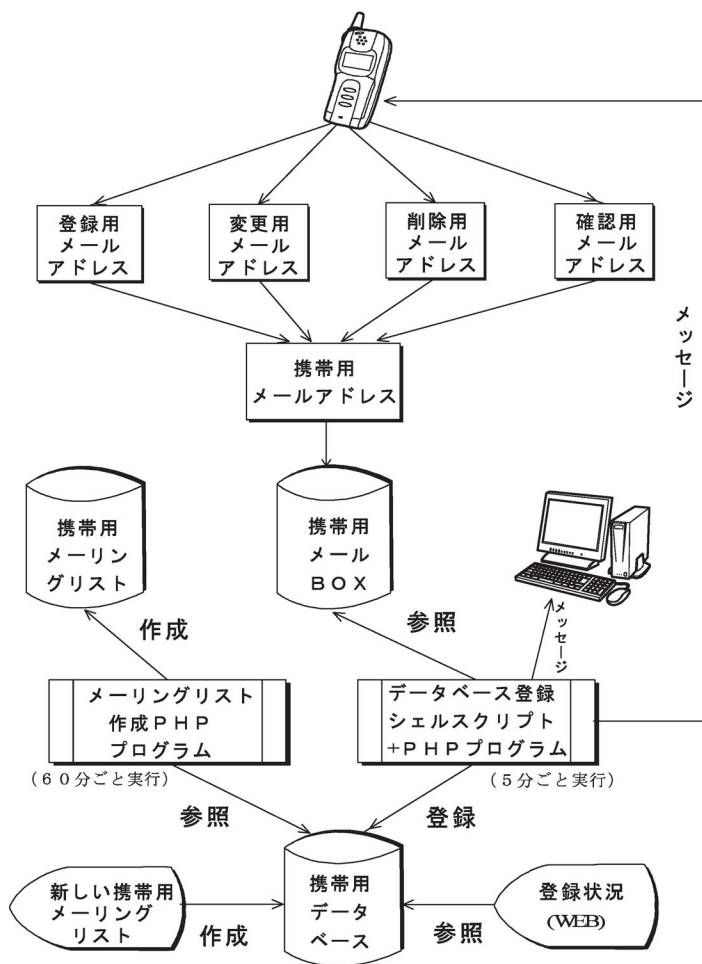 登録用
メール
アドレス
変更用
メール
アドレス
削除用
メール
アドレス
確認用
メール
アドレス
メッセージ
携帯用
メールアドレス
携帯用
メーリン
グリスト
携帯用
メール
ＢＯＸ
作成
参照
メッセージ
メーリングリスト
作成ＰＨＰ
プログラム
(６０分ごと実行)
データベース登録
シェルスクリプト
+ＰＨＰプログラム
(５分ごと実行)
参照
登録
新しい携帯用
メーリング
リスト
作成
携帯用
データ
ベース
参照
登録状況
(WEB)